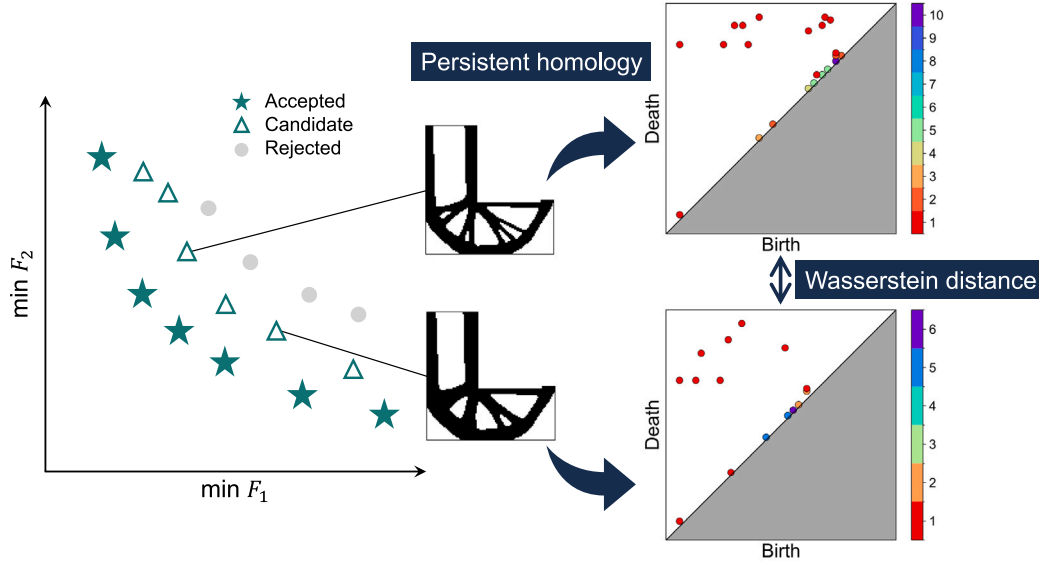 Accepted
Candidate
Rejected
min F₂
min F₁
Persistent homology
Death
Birth
10
9
8
7
6
5
4
3
2
1
Wasserstein distance
Death
Birth
6
5
4
3
2
1